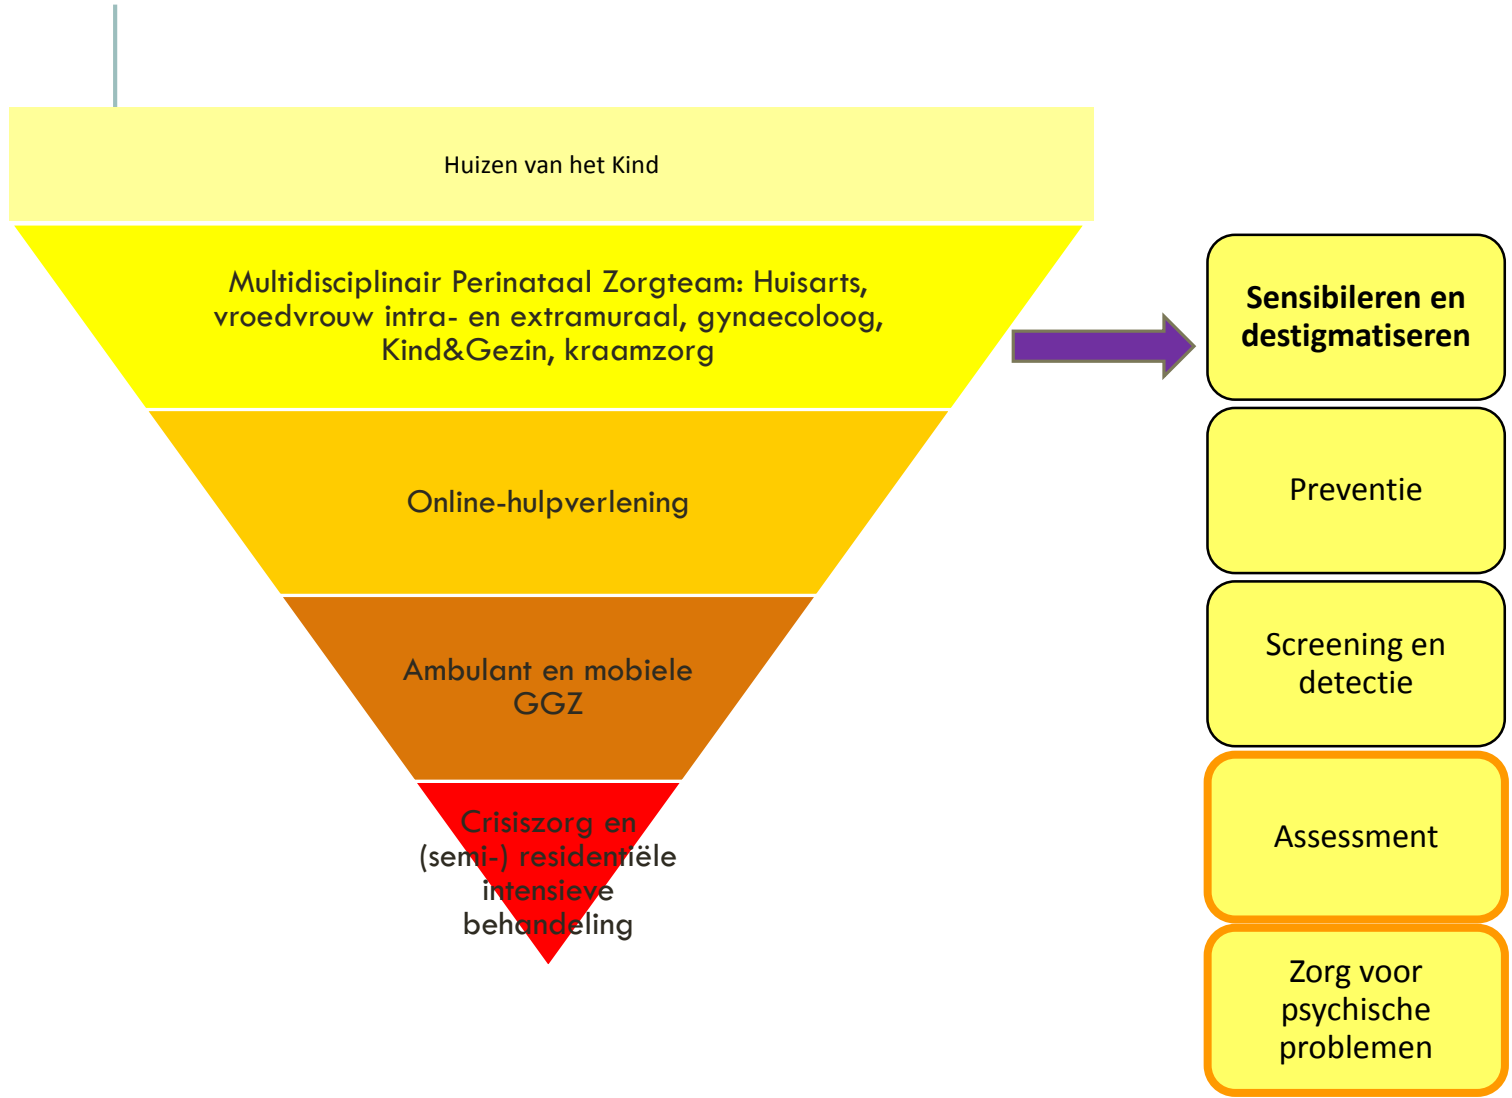 Huizen van het Kind
Multidisciplinair Perinataal Zorgteam: Huisarts,
vroedvrouw intra- en extramuraal, gynaecoloog,
Kind&Gezin, kraamzorg
Online-hulpverlening
Ambulant en mobiele
GGZ
Crisiszorg en
(semi-) residentiële
intensieve
behandeling
Sensibileren en
destigmatiseren
Preventie
Screening en
detectie
Assessment
Zorg voor
psychische
problemen